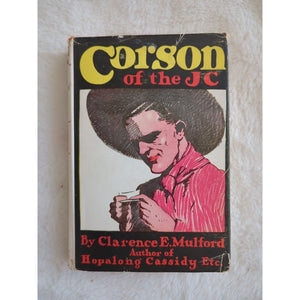 Corson
of the JC
By Clarence E. Mulford
Author of
Hopalong Cassidy Etc.